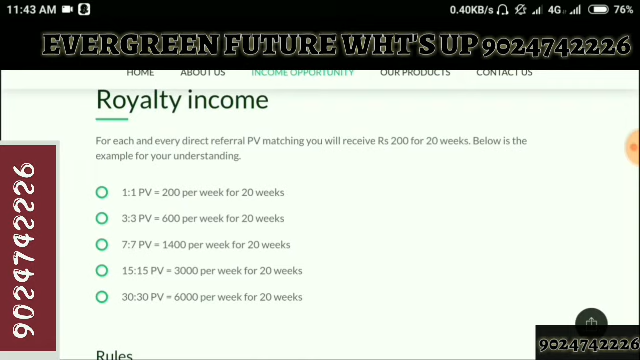 11:43 AM
0.40KB/s 4G 76%
EVERGREEN FUTURE WHT'S UP 9024742226
HOME ABOUT US INCOME OPPORTUNITY OUR PRODUCTS CONTACT US
Royalty income
For each and every direct referral PV matching you will receive Rs 200 for 20 weeks. Below is the
example for your understanding.
1:1 PV = 200 per week for 20 weeks
3:3 PV = 600 per week for 20 weeks
7:7 PV = 1400 per week for 20 weeks
15:15 PV = 3000 per week for 20 weeks
30:30 PV = 6000 per week for 20 weeks
Rules
9024742226
9024742226